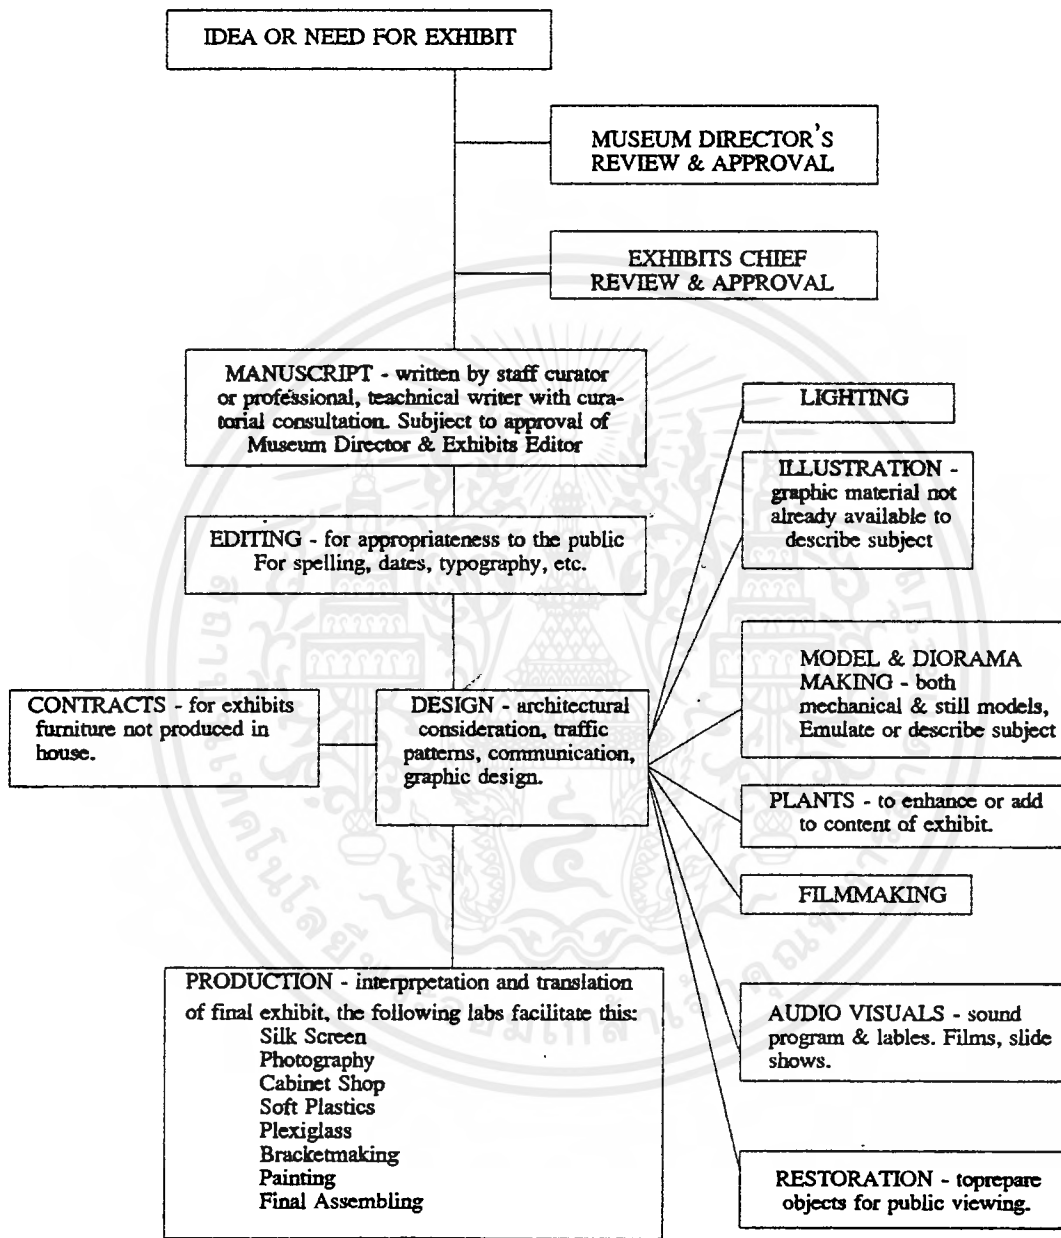 IDEA OR NEED FOR EXHIBIT
MUSEUM DIRECTOR'S
REVIEW & APPROVAL
EXHIBITS CHIEF
REVIEW & APPROVAL
MANUSCRIPT - written by staff curator
or professional, teachnical writer with cura-
torial consultation. Subjiect to approval of
Museum Director & Exhibits Editor
EDITING - for appropriateness to the public
For spelling, dates, typography, etc.
CONTRACTS - for exhibits
furniture not produced in
house.
DESIGN - architectural
consideration, traffic
patterns, communication,
graphic design.
LIGHTING
ILLUSTRATION -
graphic material not
already available to
describe subject
MODEL & DIORAMA
MAKING - both
mechanical & still models,
Emulate or describe subject
PLANTS - to enhance or add
to content of exhibit.
FILMMAKING
AUDIO VISUALS - sound
program & lables. Films, slide
shows.
RESTORATION - toprepare
objects for public viewing.
PRODUCTION - interprpetation and translation
of final exhibit, the following labs facilitate this:
Silk Screen
Photography
Cabinet Shop
Soft Plastics
Plexiglass
Bracketmaking
Painting
Final Assembling